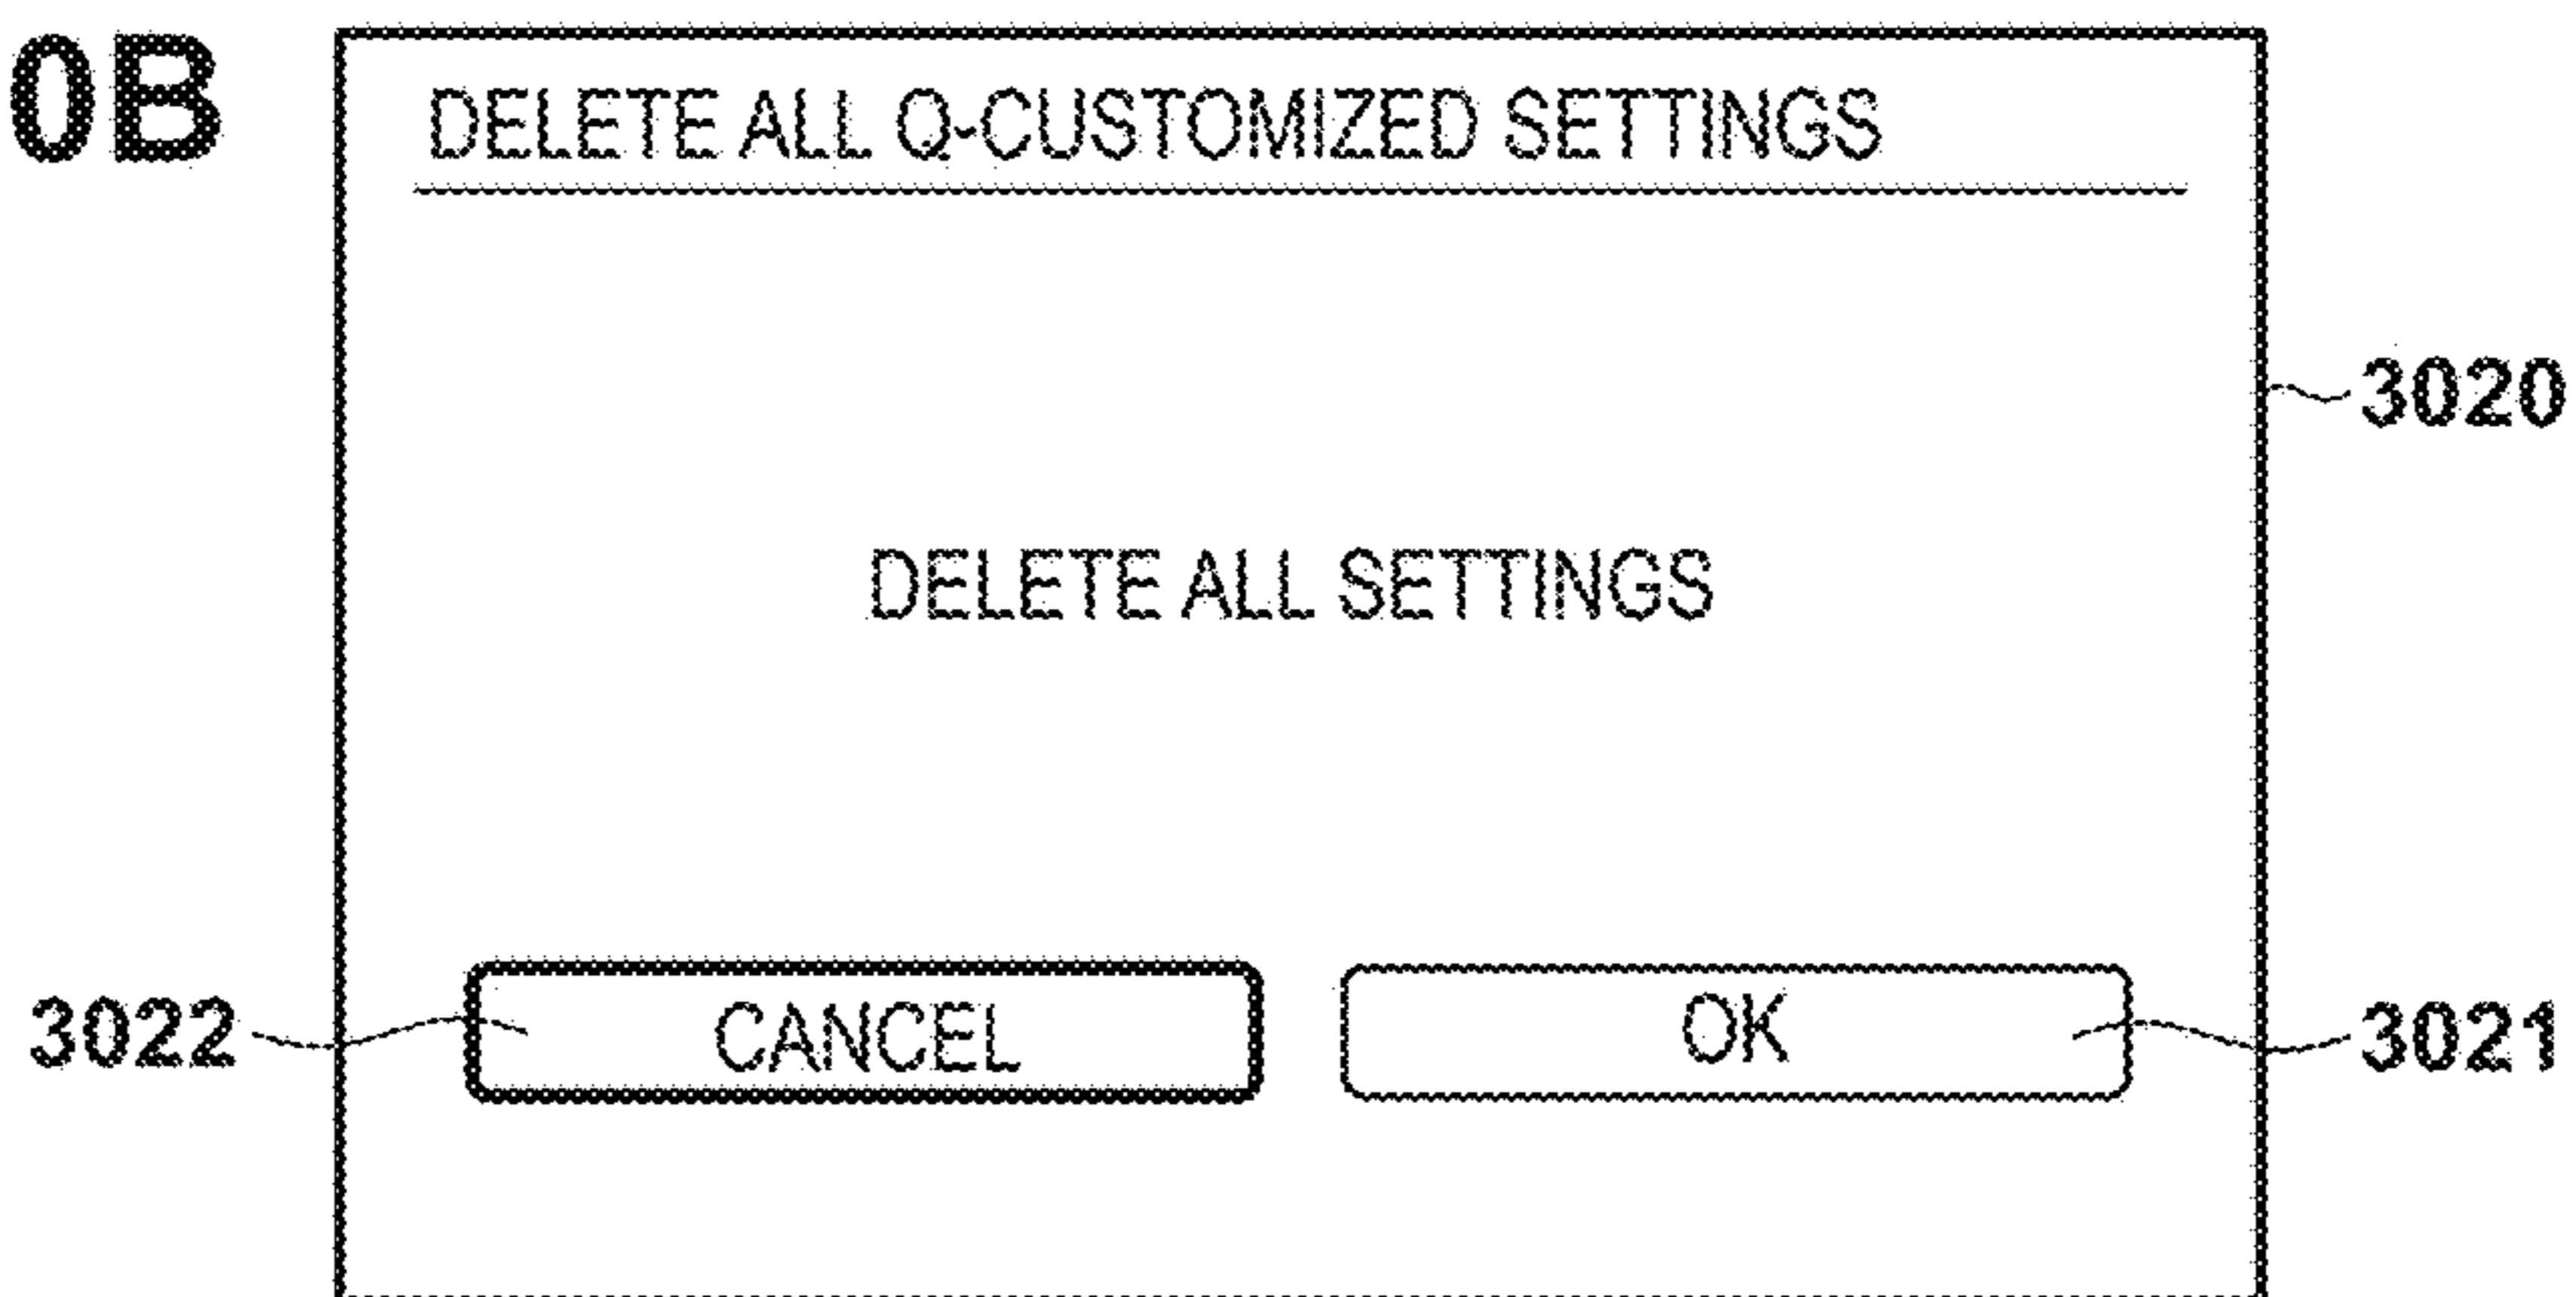 0B
DELETE ALL Q-CUSTOMIZED SETTINGS
3020
DELETE ALL SETTINGS
3022 CANCEL OK 3021